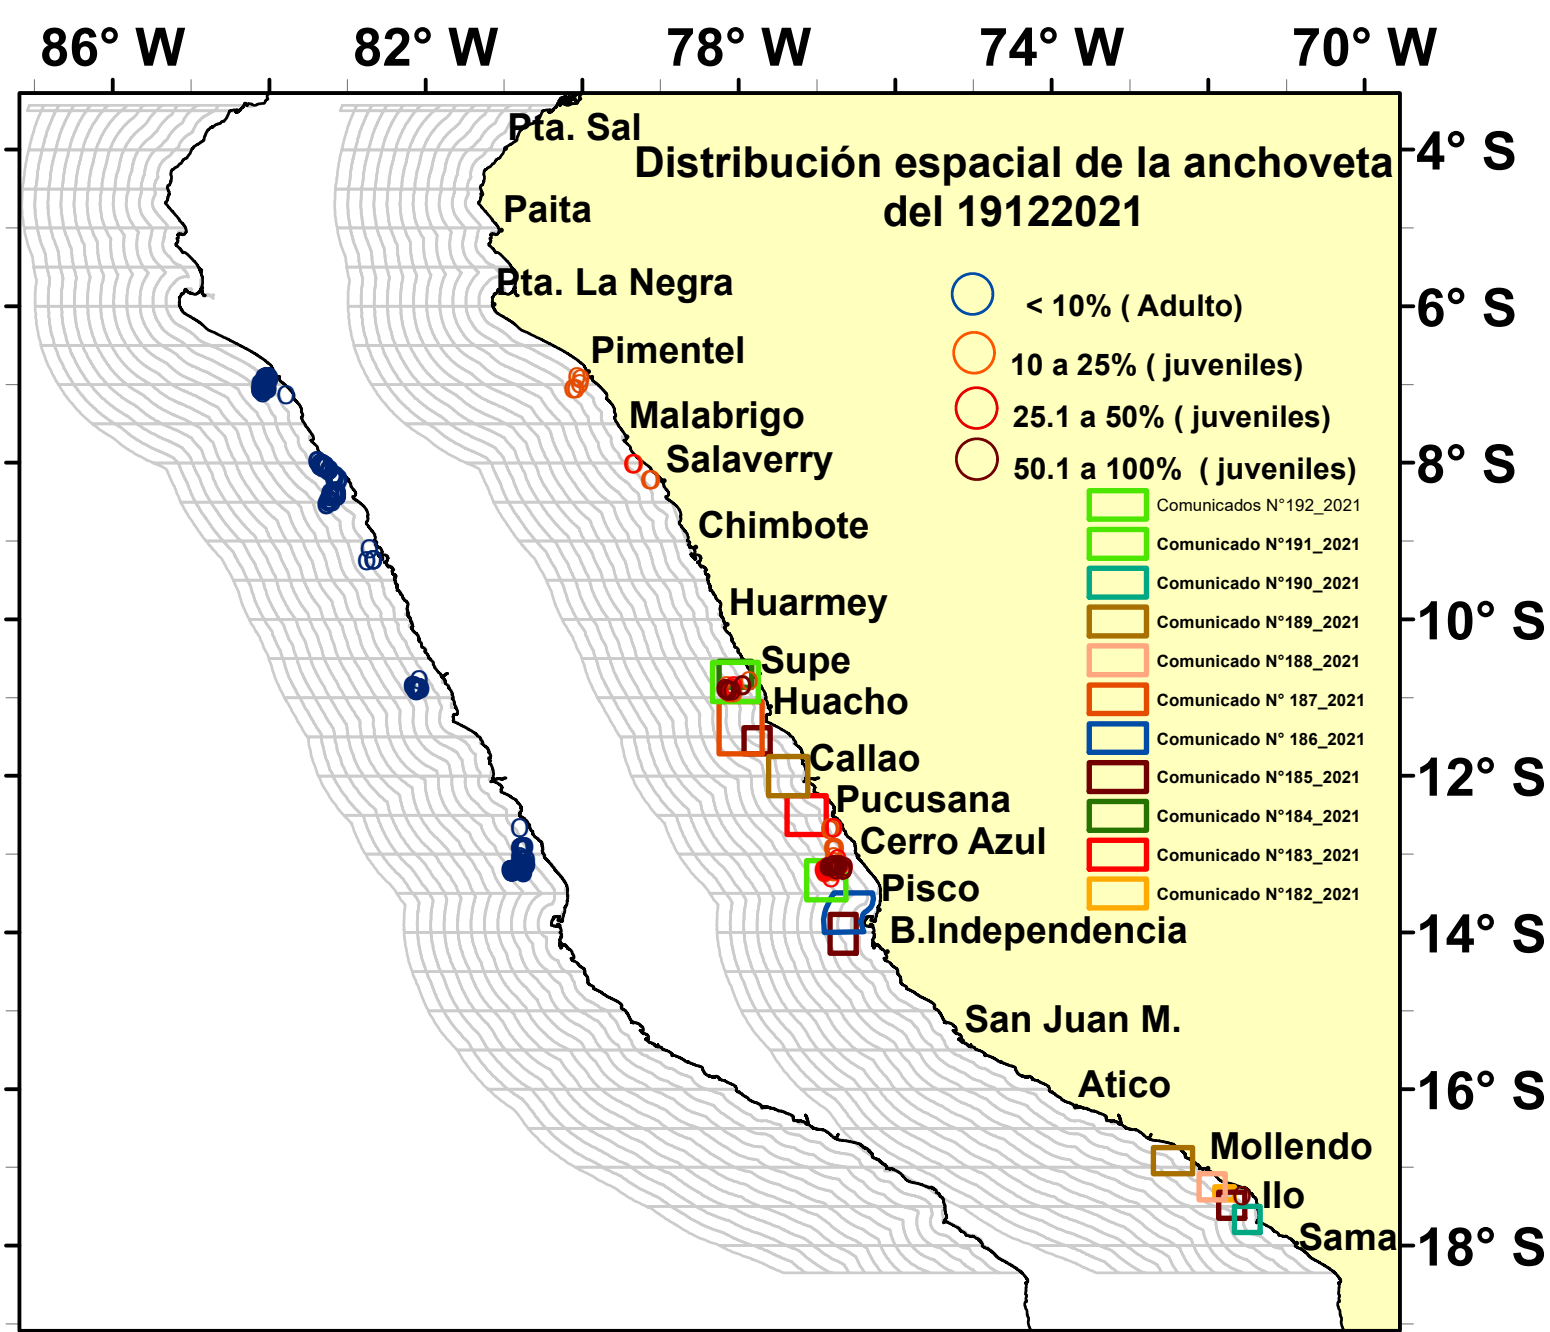 86° W 82° W 78° W 74° W 70° W
Pta. Sal
4° S
Distribución espacial de la anchoveta
del 19122021
Paita
Pta. La Negra
< 10% ( Adulto)
6° S
Pimentel
10 a 25% ( juveniles)
Malabrigo
25.1 a 50% ( juveniles)
Salaverry
50.1 a 100% ( juveniles)
8° S
Comunicados N°192_2021
Chimbote
Comunicado N°191_2021
Comunicado N°190_2021
Huarmey
Comunicado N°189_2021
10° S
Supe
Comunicado N°188_2021
Huacho
Comunicado N° 187_2021
Comunicado N° 186_2021
Callao
Comunicado N°185_2021
12° S
Pucusana
Comunicado N°184_2021
Cerro Azul
Comunicado N°183_2021
Pisco
Comunicado N°182_2021
B.Independencia
14° S
San Juan M.
Atico
16° S
Mollendo
Ilo
Sama
18° S